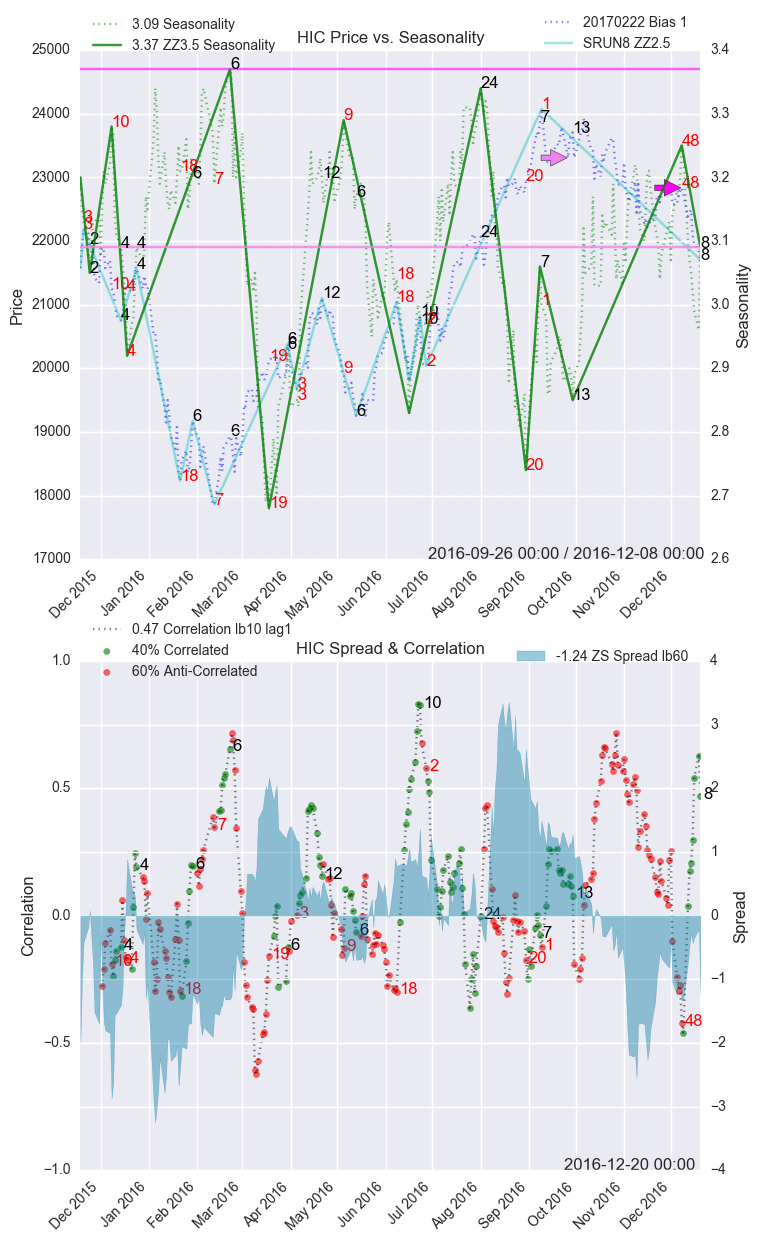 3.09 Seasonality
3.37 ZZ3.5 Seasonality
HIC Price vs. Seasonality
20170222 Bias 1
SRUN8 ZZ2.5
25000
24000
23000
22000
21000
20000
19000
18000
17000
Price
3.4
3.3
3.2
3.1
3.0
2.9
2.8
2.7
2.6
Seasonality
2016-09-26 00:00 / 2016-12-08 00:00
Dec 2015
Jan 2016
Feb 2016
Mar 2016
Apr 2016
May 2016
Jun 2016
Jul 2016
Aug 2016
Sep 2016
Oct 2016
Nov 2016
Dec 2016
0.47 Correlation lb10 lag1
40% Correlated
60% Anti-Correlated
HIC Spread & Correlation
-1.24 ZS Spread lb60
1.0
0.5
0.0
−0.5
−1.0
Correlation
4
3
2
1
0
−1
−2
−3
−4
Spread
2016-12-20 00:00
Dec 2015
Jan 2016
Feb 2016
Mar 2016
Apr 2016
May 2016
Jun 2016
Jul 2016
Aug 2016
Sep 2016
Oct 2016
Nov 2016
Dec 2016